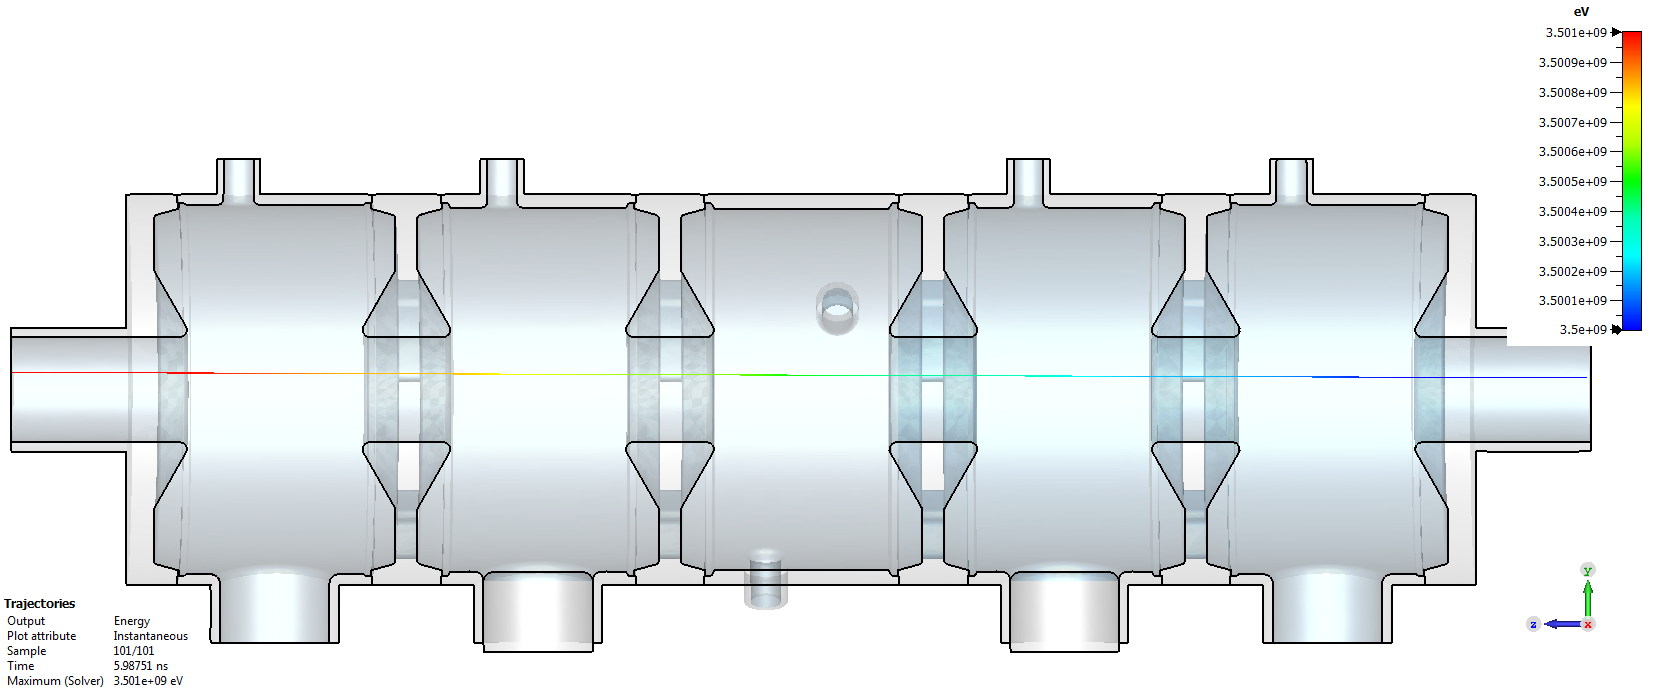 eV
3.501e+09
3.5009e+09
3.5008e+09
3.5007e+09
3.5006e+09
3.5005e+09
3.5004e+09
3.5003e+09
3.5002e+09
3.5001e+09
3.5e+09
Trajectories
Output Energy
Plot attribute Instantaneous
Sample 101/101
Time 5.98751 ns
Maximum (Solver) 3.501e+09 eV
y
z x